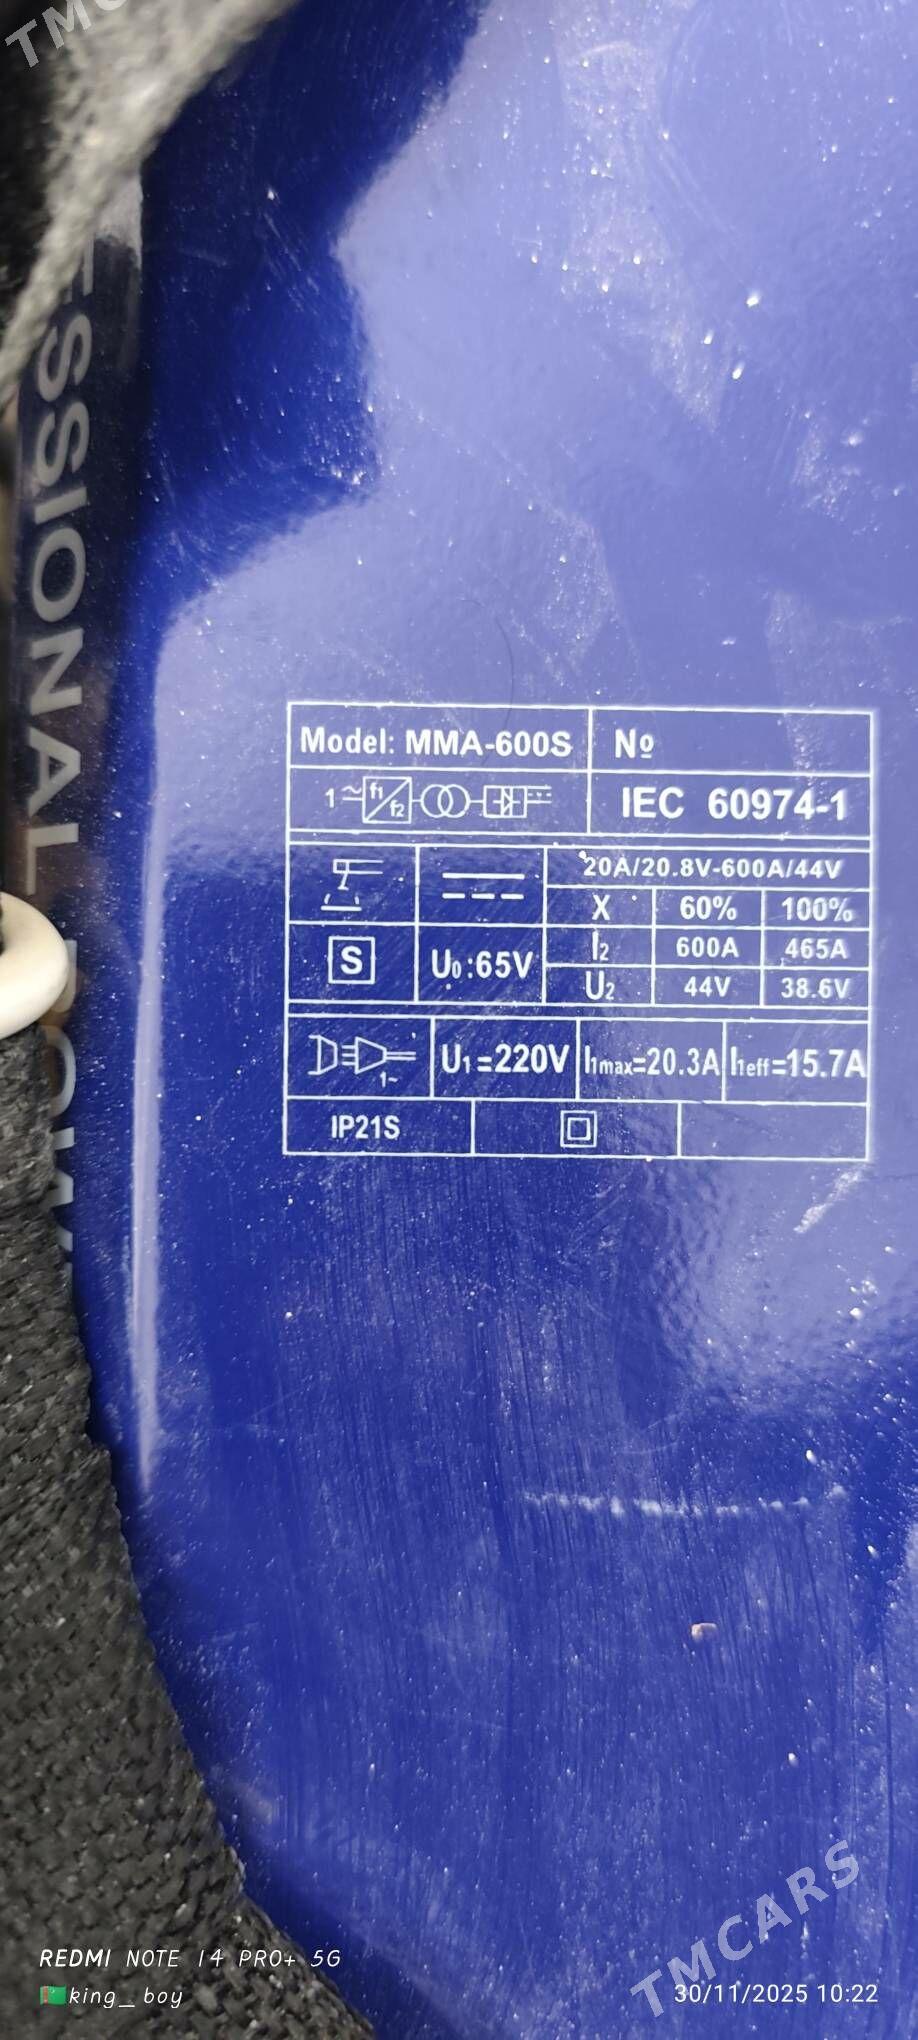 TMC
ESSIONAL
Model: MMA-600S
№
1~ f1 f2
IEC 60974-1
20A/20.8V-600A/44V
X 60% 100%
S
U0:65V
I2 600A 465A
U2 44V 38.6V
1~
U1=220V
I1max=20.3A
I1eff=15.7A
IP21S
TMCARS
REDMI NOTE 14 PRO+ 5G
king_boy
30/11/2025 10:22